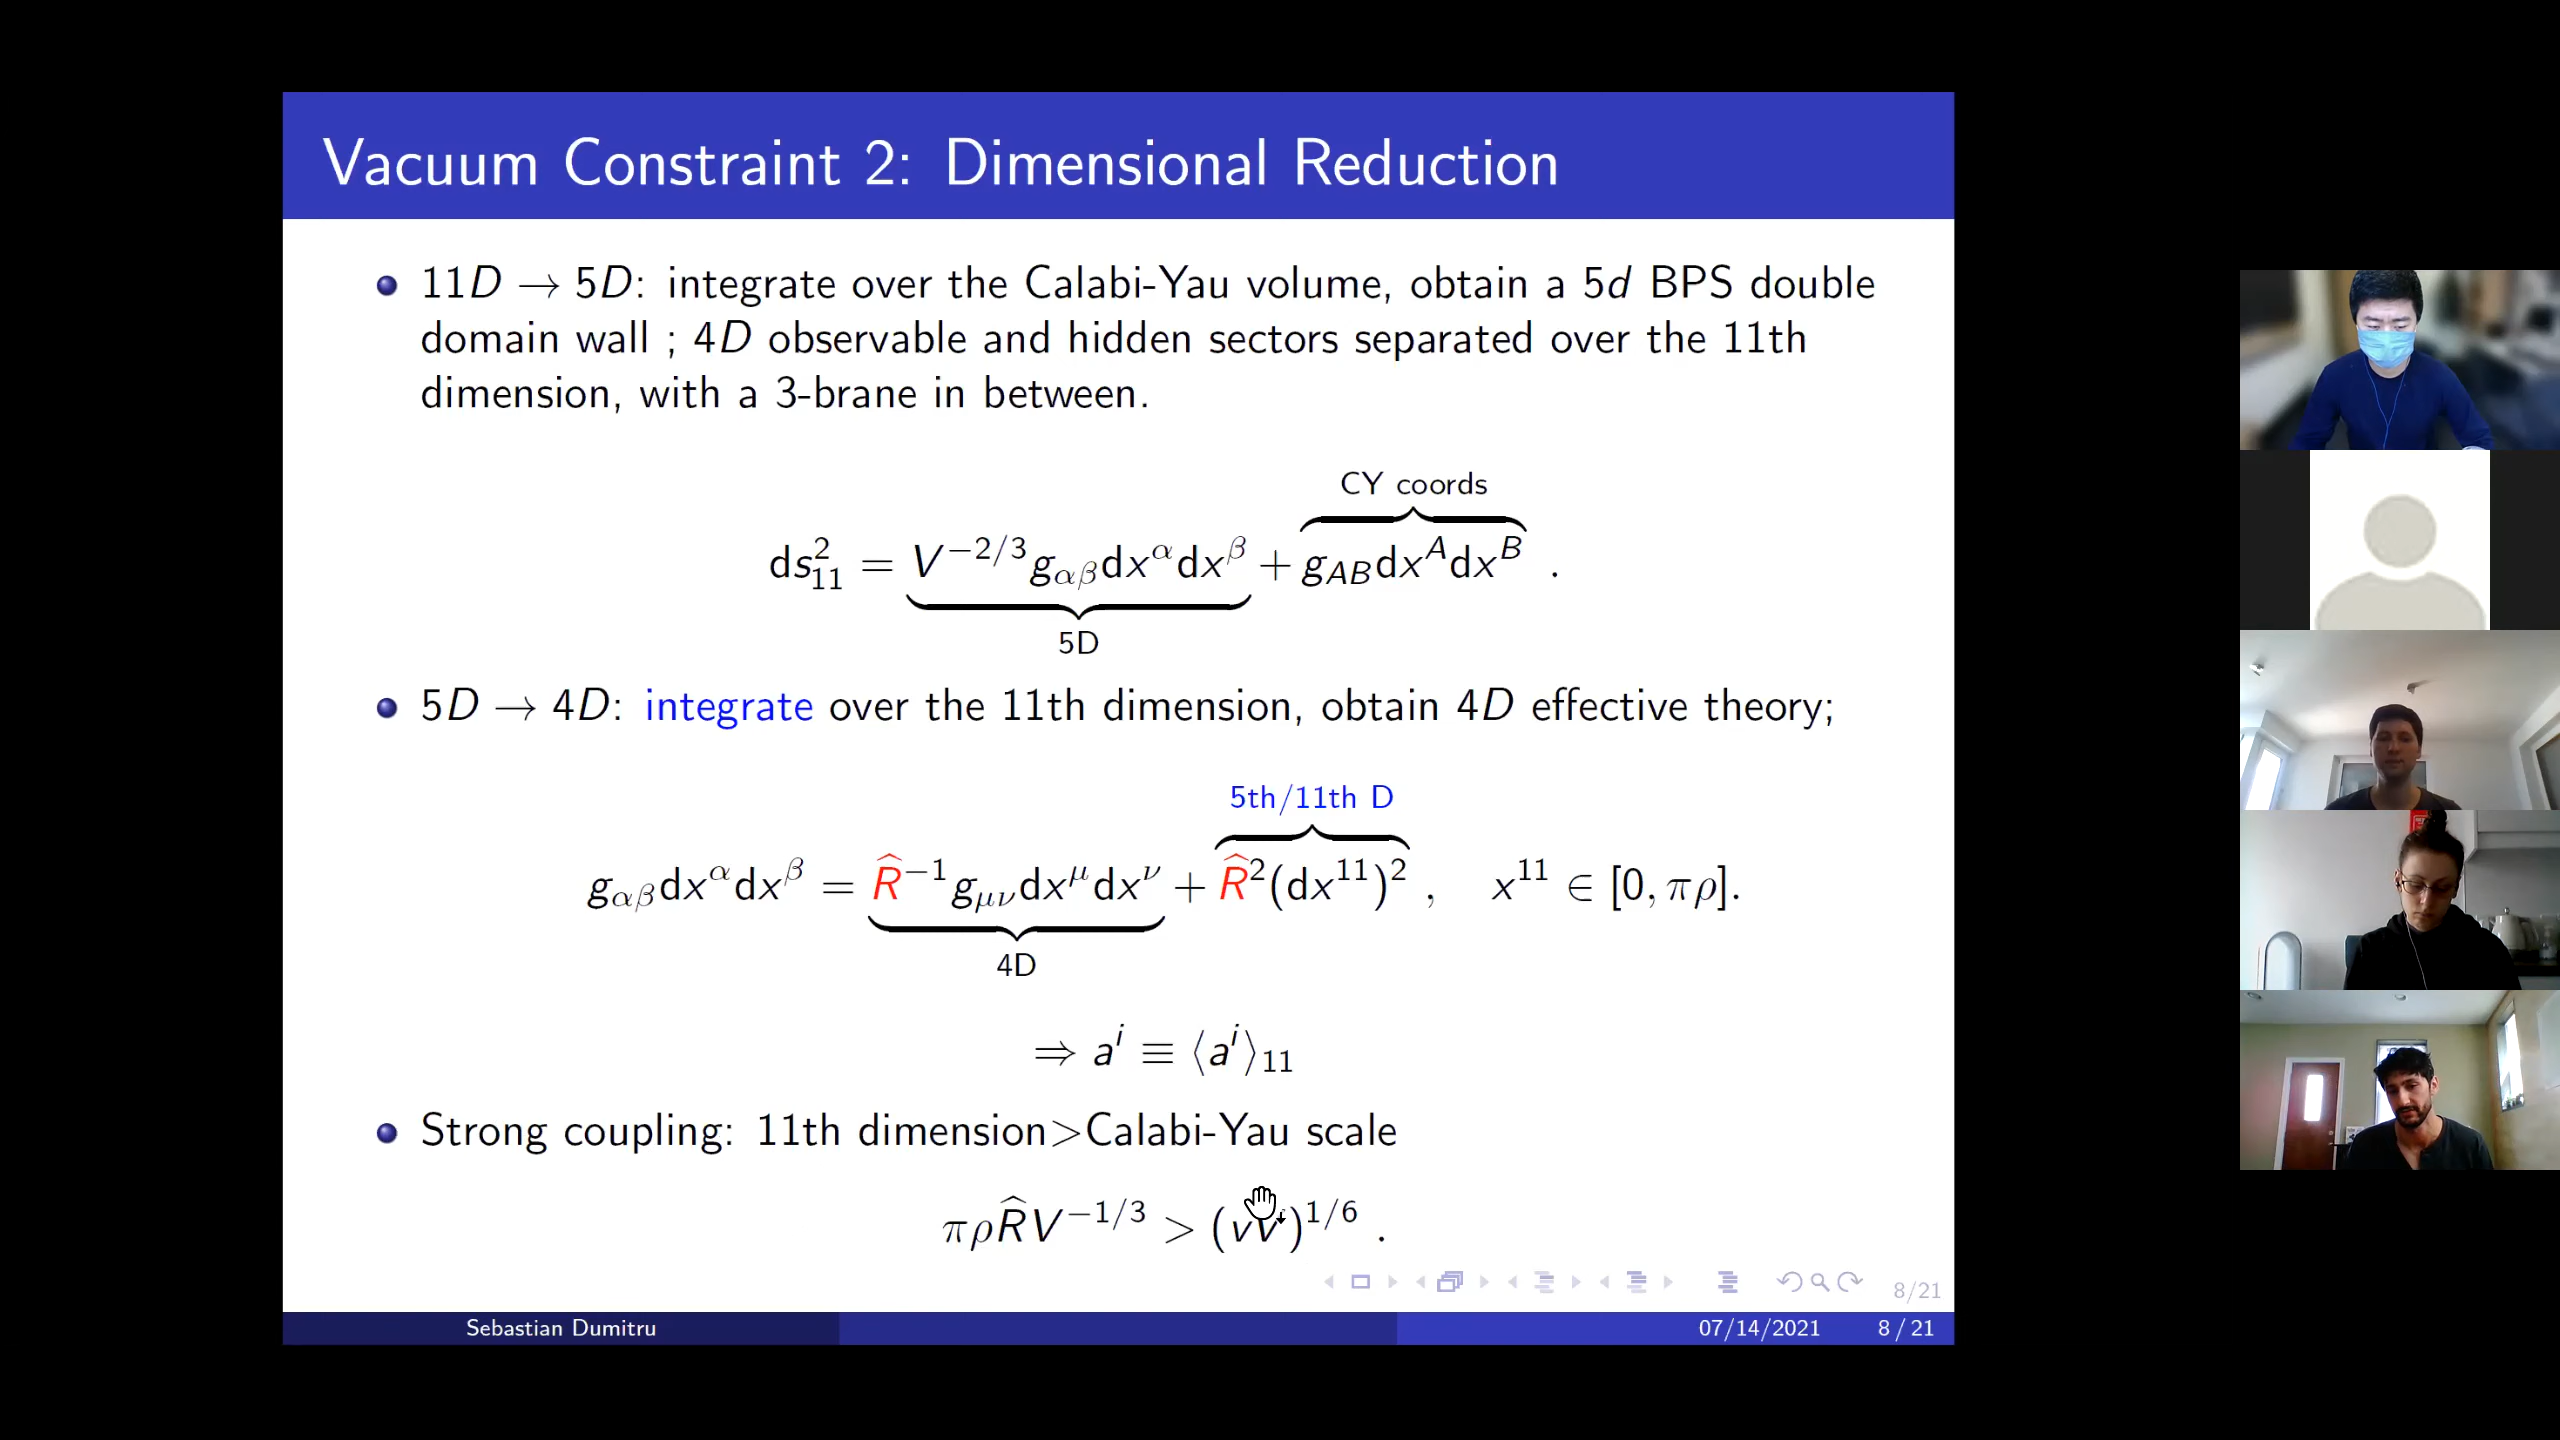 Vacuum Constraint 2: Dimensional Reduction
11D → 5D: integrate over the Calabi-Yau volume, obtain a 5d BPS double
domain wall ; 4D observable and hidden sectors separated over the 11th
dimension, with a 3-brane in between.
CY coords
ds²₁₁ = V^{−2/3} g_{αβ} dx^α dx^β + g_{AB} dx^A dx^B .
5D
5D → 4D: integrate over the 11th dimension, obtain 4D effective theory;
5th/11th D
g_{αβ} dx^α dx^β = R̂^{−1} g_{μν} dx^μ dx^ν + R̂²(dx^{11})² , x^{11} ∈ [0, πρ].
4D
⇒ a^i ≡ ⟨a^i⟩₁₁
Strong coupling: 11th dimension>Calabi-Yau scale
πρR̂V^{−1/3} > (vV)^{1/6} .
8/21
Sebastian Dumitru 07/14/2021 8 / 21